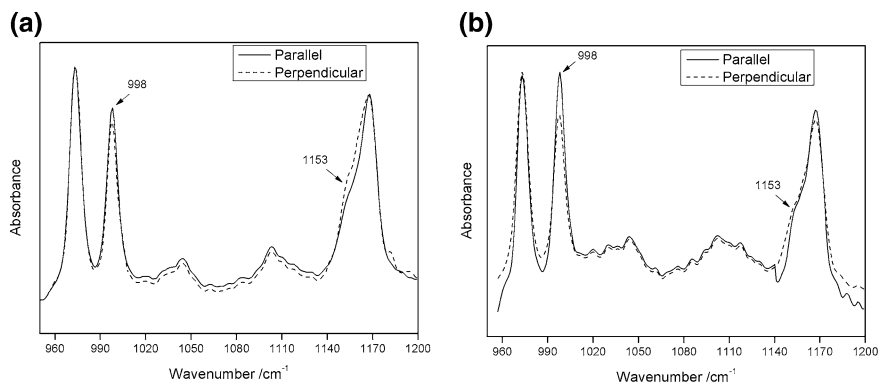 (a)
Parallel
Perpendicular
998
1153
Absorbance
960 990 1020 1050 1080 1110 1140 1170 1200
Wavenumber /cm-1
(b)
Parallel
Perpendicular
998
1153
Absorbance
960 990 1020 1050 1080 1110 1140 1170 1200
Wavenumber /cm-1